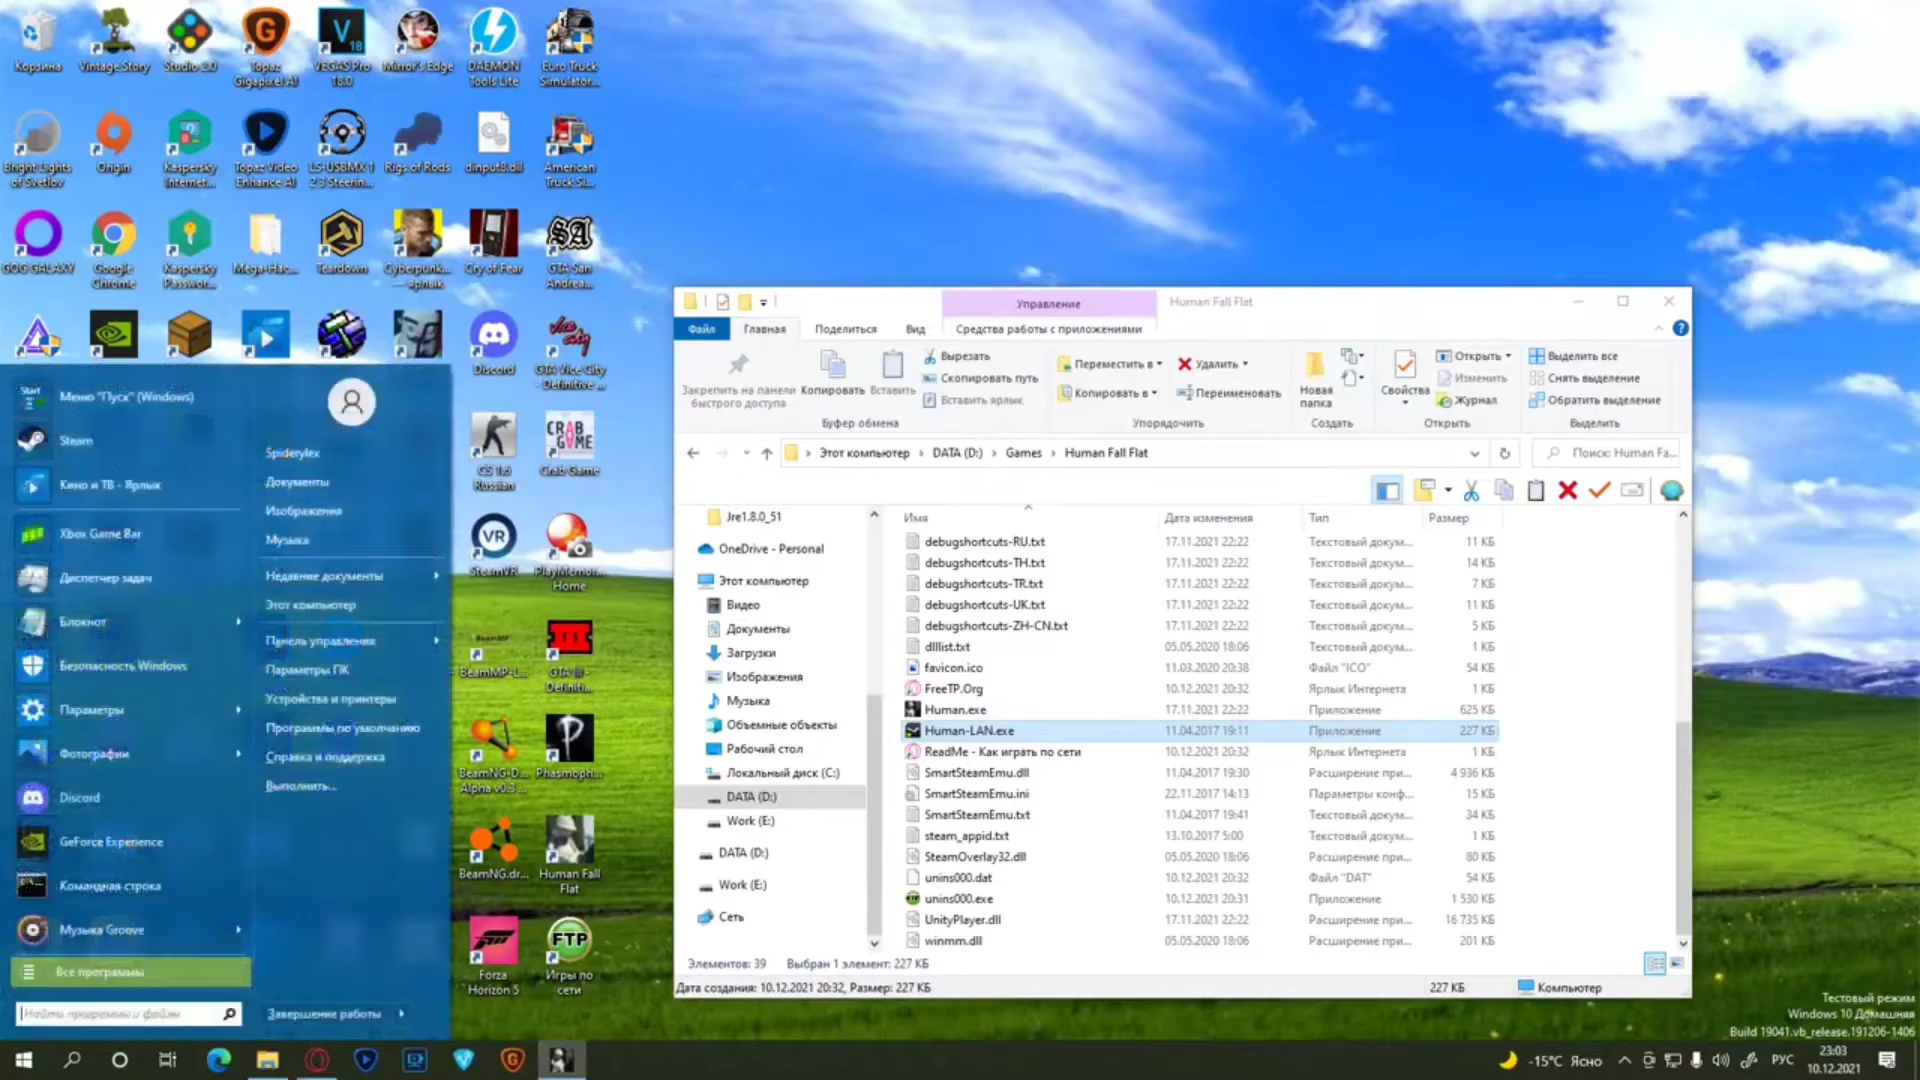 Корзина
Vintage Story
Studio 2.0
Topaz Gigapixel AI
VEGAS Pro 18.0
Mirror's Edge
DAEMON Tools Lite
Euro Truck Simulator...
Bright Lights of Svetlov
Origin
Kaspersky Internet...
Topaz Video Enhance AI
Rigs of Rods
dinput8.dll
American Truck Si...
GOG GALAXY
Google Chrome
Kaspersky Passwor...
Mega-Hac...
Teardown
Cyberpunk... — ярлык
Cry of Fear
GTA San Andrea...
Discord
GTA Vice City - Definitive ...
CS 1.6 Russian
Crab Game
SteamVR
PlayMemor... Home
BeamMP-L...
GTA III - Definiti...
BeamNG-D... Alpha v0.3 ...
Phasmoph...
BeamNG.dr...
Human Fall Flat
Forza Horizon 5
Игры по сети
Меню "Пуск" (Windows)
Steam
Кино и ТВ - Ярлык
Xbox Game Bar
Диспетчер задач
Блокнот
Безопасность Windows
Параметры
Фотографии
Discord
GeForce Experience
Командная строка
Музыка Groove
Все программы
Найти программы и файлы
Spiderylex
Документы
Изображения
Музыка
Недавние документы
Этот компьютер
Панель управления
Параметры ПК
Устройства и принтеры
Программы по умолчанию
Справка и поддержка
Выполнить...
Завершение работы
Управление
Human Fall Flat
Файл
Главная
Поделиться
Вид
Средства работы с приложениями
Закрепить на панели быстрого доступа
Копировать
Вставить
Вырезать
Скопировать путь
Вставить ярлык
Буфер обмена
Переместить в
Копировать в
Удалить
Переименовать
Упорядочить
Новая папка
Создать
Свойства
Открыть
Изменить
Журнал
Открыть
Выделить все
Снять выделение
Обратить выделение
Выделить
Этот компьютер > DATA (D:) > Games > Human Fall Flat
Поиск: Human Fa...
Jre1.8.0_51
OneDrive - Personal
Этот компьютер
Видео
Документы
Загрузки
Изображения
Музыка
Объемные объекты
Рабочий стол
Локальный диск (C:)
DATA (D:)
Work (E:)
DATA (D:)
Work (E:)
Сеть
Имя Дата изменения Тип Размер
debugshortcuts-RU.txt 17.11.2021 22:22 Текстовый докум... 11 КБ
debugshortcuts-TH.txt 17.11.2021 22:22 Текстовый докум... 14 КБ
debugshortcuts-TR.txt 17.11.2021 22:22 Текстовый докум... 7 КБ
debugshortcuts-UK.txt 17.11.2021 22:22 Текстовый докум... 11 КБ
debugshortcuts-ZH-CN.txt 17.11.2021 22:22 Текстовый докум... 5 КБ
dlllist.txt 05.05.2020 18:06 Текстовый докум... 1 КБ
favicon.ico 11.03.2020 20:38 Файл "ICO" 54 КБ
FreeTP.Org 10.12.2021 20:32 Ярлык Интернета 1 КБ
Human.exe 17.11.2021 22:22 Приложение 625 КБ
Human-LAN.exe 11.04.2017 19:11 Приложение 227 КБ
ReadMe - Как играть по сети 10.12.2021 20:32 Ярлык Интернета 1 КБ
SmartSteamEmu.dll 11.04.2017 19:30 Расширение при... 4 936 КБ
SmartSteamEmu.ini 22.11.2017 14:13 Параметры конф... 15 КБ
SmartSteamEmu.txt 11.04.2017 19:41 Текстовый докум... 34 КБ
steam_appid.txt 13.10.2017 5:00 Текстовый докум... 1 КБ
SteamOverlay32.dll 05.05.2020 18:06 Расширение при... 80 КБ
unins000.dat 10.12.2021 20:32 Файл "DAT" 54 КБ
unins000.exe 10.12.2021 20:31 Приложение 1 530 КБ
UnityPlayer.dll 17.11.2021 22:22 Расширение при... 16 735 КБ
winmm.dll 05.05.2020 18:06 Расширение при... 201 КБ
Элементов: 39 Выбран 1 элемент: 227 КБ
Дата создания: 10.12.2021 20:32, Размер: 227 КБ
227 КБ
Компьютер
Тестовый режим
Windows 10 Домашняя
Build 19041.vb_release.191206-1406
-15°C Ясно
РУС
23:03
10.12.2021